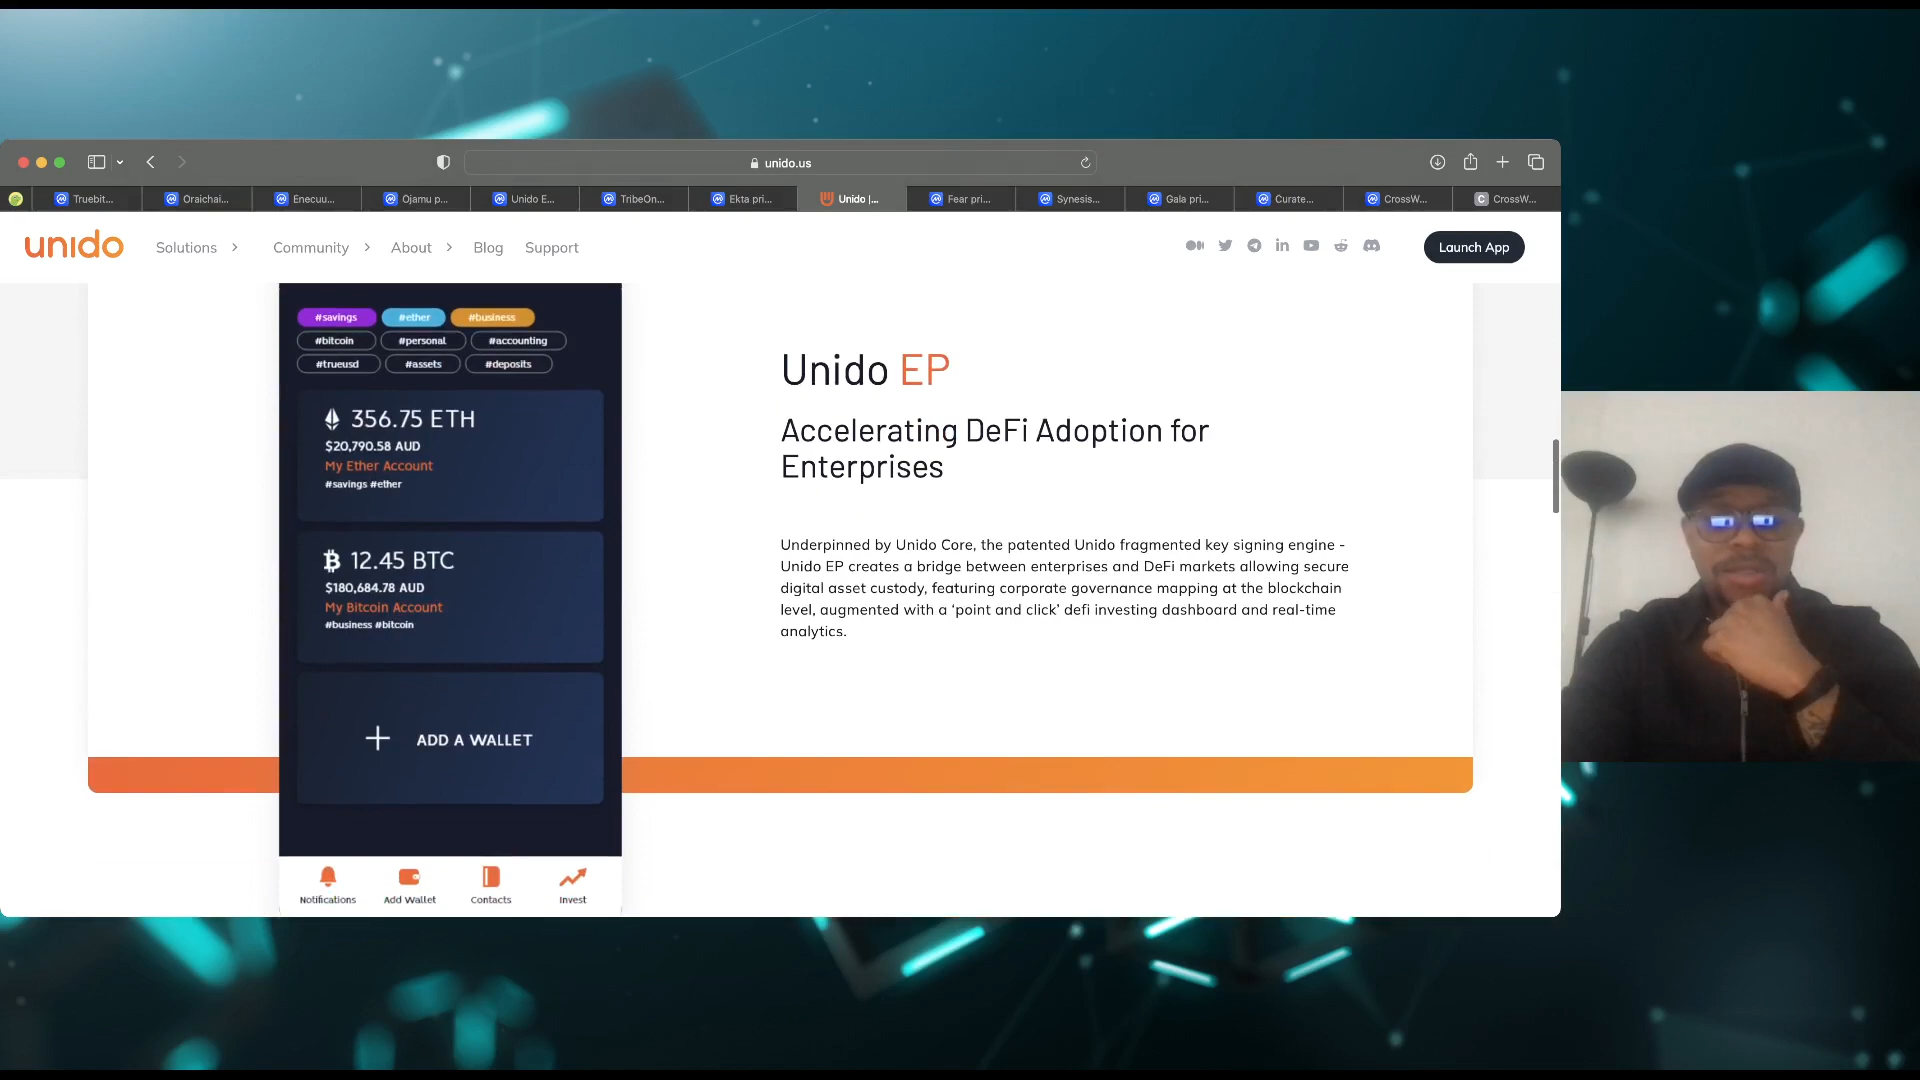 unido.us
Truebit...
Oraichai...
Enecuu...
Ojamu p...
Unido E...
TribeOn...
Ekta pri...
Unido |...
Fear pri...
Synesis...
Gala pri...
Curate...
CrossW...
C CrossW...
unido
Solutions
Community
About
Blog
Support
Launch App
#savings #ether #business
#bitcoin #personal #accounting
#trueusd #assets #deposits
356.75 ETH
$20,790.58 AUD
My Ether Account
#savings #ether
12.45 BTC
$180,684.78 AUD
My Bitcoin Account
#business #bitcoin
ADD A WALLET
Notifications
Add Wallet
Contacts
Invest
Unido EP
Accelerating DeFi Adoption for
Enterprises
Underpinned by Unido Core, the patented Unido fragmented key signing engine -
Unido EP creates a bridge between enterprises and DeFi markets allowing secure
digital asset custody, featuring corporate governance mapping at the blockchain
level, augmented with a ‘point and click’ defi investing dashboard and real-time
analytics.